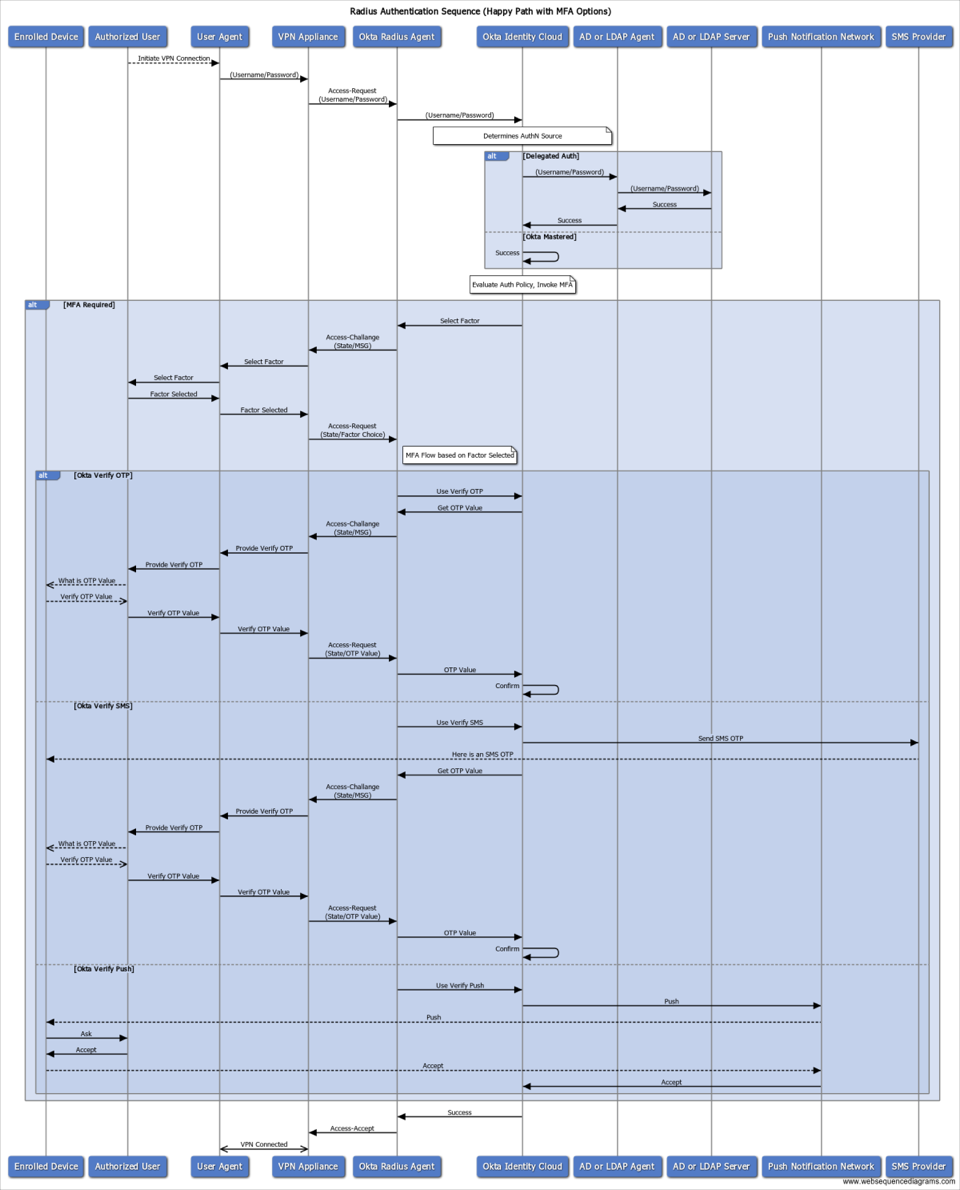 Radius Authentication Sequence (Happy Path with MFA Options)
Enrolled Device
Authorized User
User Agent
VPN Appliance
Okta Radius Agent
Okta Identity Cloud
AD or LDAP Agent
AD or LDAP Server
Push Notification Network
SMS Provider
Initiate VPN Connection
(Username/Password)
Access-Request
(Username/Password)
(Username/Password)
Determines AuthN Source
alt
[Delegated Auth]
(Username/Password)
(Username/Password)
Success
Success
[Okta Mastered]
Success
Evaluate Auth Policy, Invoke MFA
alt
[MFA Required]
Select Factor
Access-Challange
(State/MSG)
Select Factor
Select Factor
Factor Selected
Factor Selected
Access-Request
(State/Factor Choice)
MFA Flow based on Factor Selected
alt
[Okta Verify OTP]
Use Verify OTP
Get OTP Value
Access-Challange
(State/MSG)
Provide Verify OTP
Provide Verify OTP
What is OTP Value
Verify OTP Value
Verify OTP Value
Verify OTP Value
Access-Request
(State/OTP Value)
OTP Value
Confirm
[Okta Verify SMS]
Use Verify SMS
Send SMS OTP
Here is an SMS OTP
Get OTP Value
Access-Challange
(State/MSG)
Provide Verify OTP
Provide Verify OTP
What is OTP Value
Verify OTP Value
Verify OTP Value
Verify OTP Value
Access-Request
(State/OTP Value)
OTP Value
Confirm
[Okta Verify Push]
Use Verify Push
Push
Push
Ask
Accept
Accept
Accept
Success
Access-Accept
VPN Connected
Enrolled Device
Authorized User
User Agent
VPN Appliance
Okta Radius Agent
Okta Identity Cloud
AD or LDAP Agent
AD or LDAP Server
Push Notification Network
SMS Provider
www.websequencediagrams.com